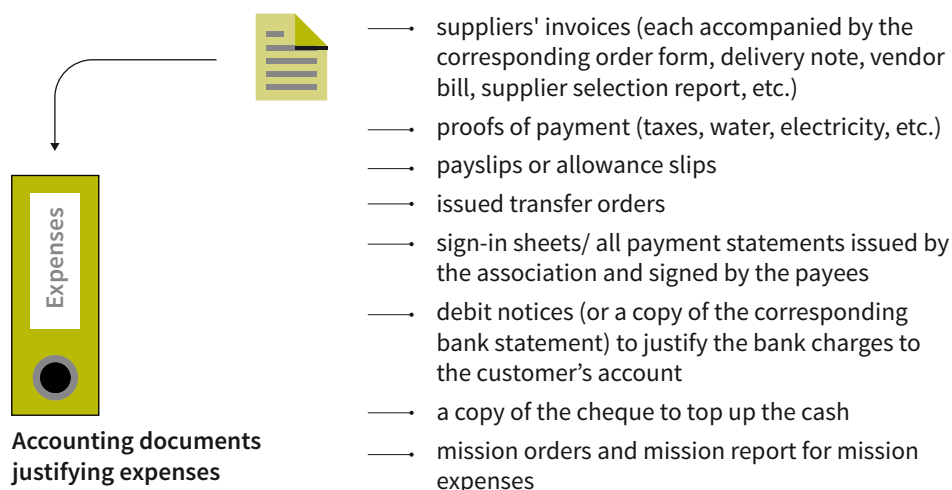 suppliers' invoices (each accompanied by the
corresponding order form, delivery note, vendor
bill, supplier selection report, etc.)
proofs of payment (taxes, water, electricity, etc.)
payslips or allowance slips
issued transfer orders
sign-in sheets/ all payment statements issued by
the association and signed by the payees
debit notices (or a copy of the corresponding
bank statement) to justify the bank charges to
the customer’s account
a copy of the cheque to top up the cash
mission orders and mission report for mission
expenses
Expenses
Accounting documents
justifying expenses